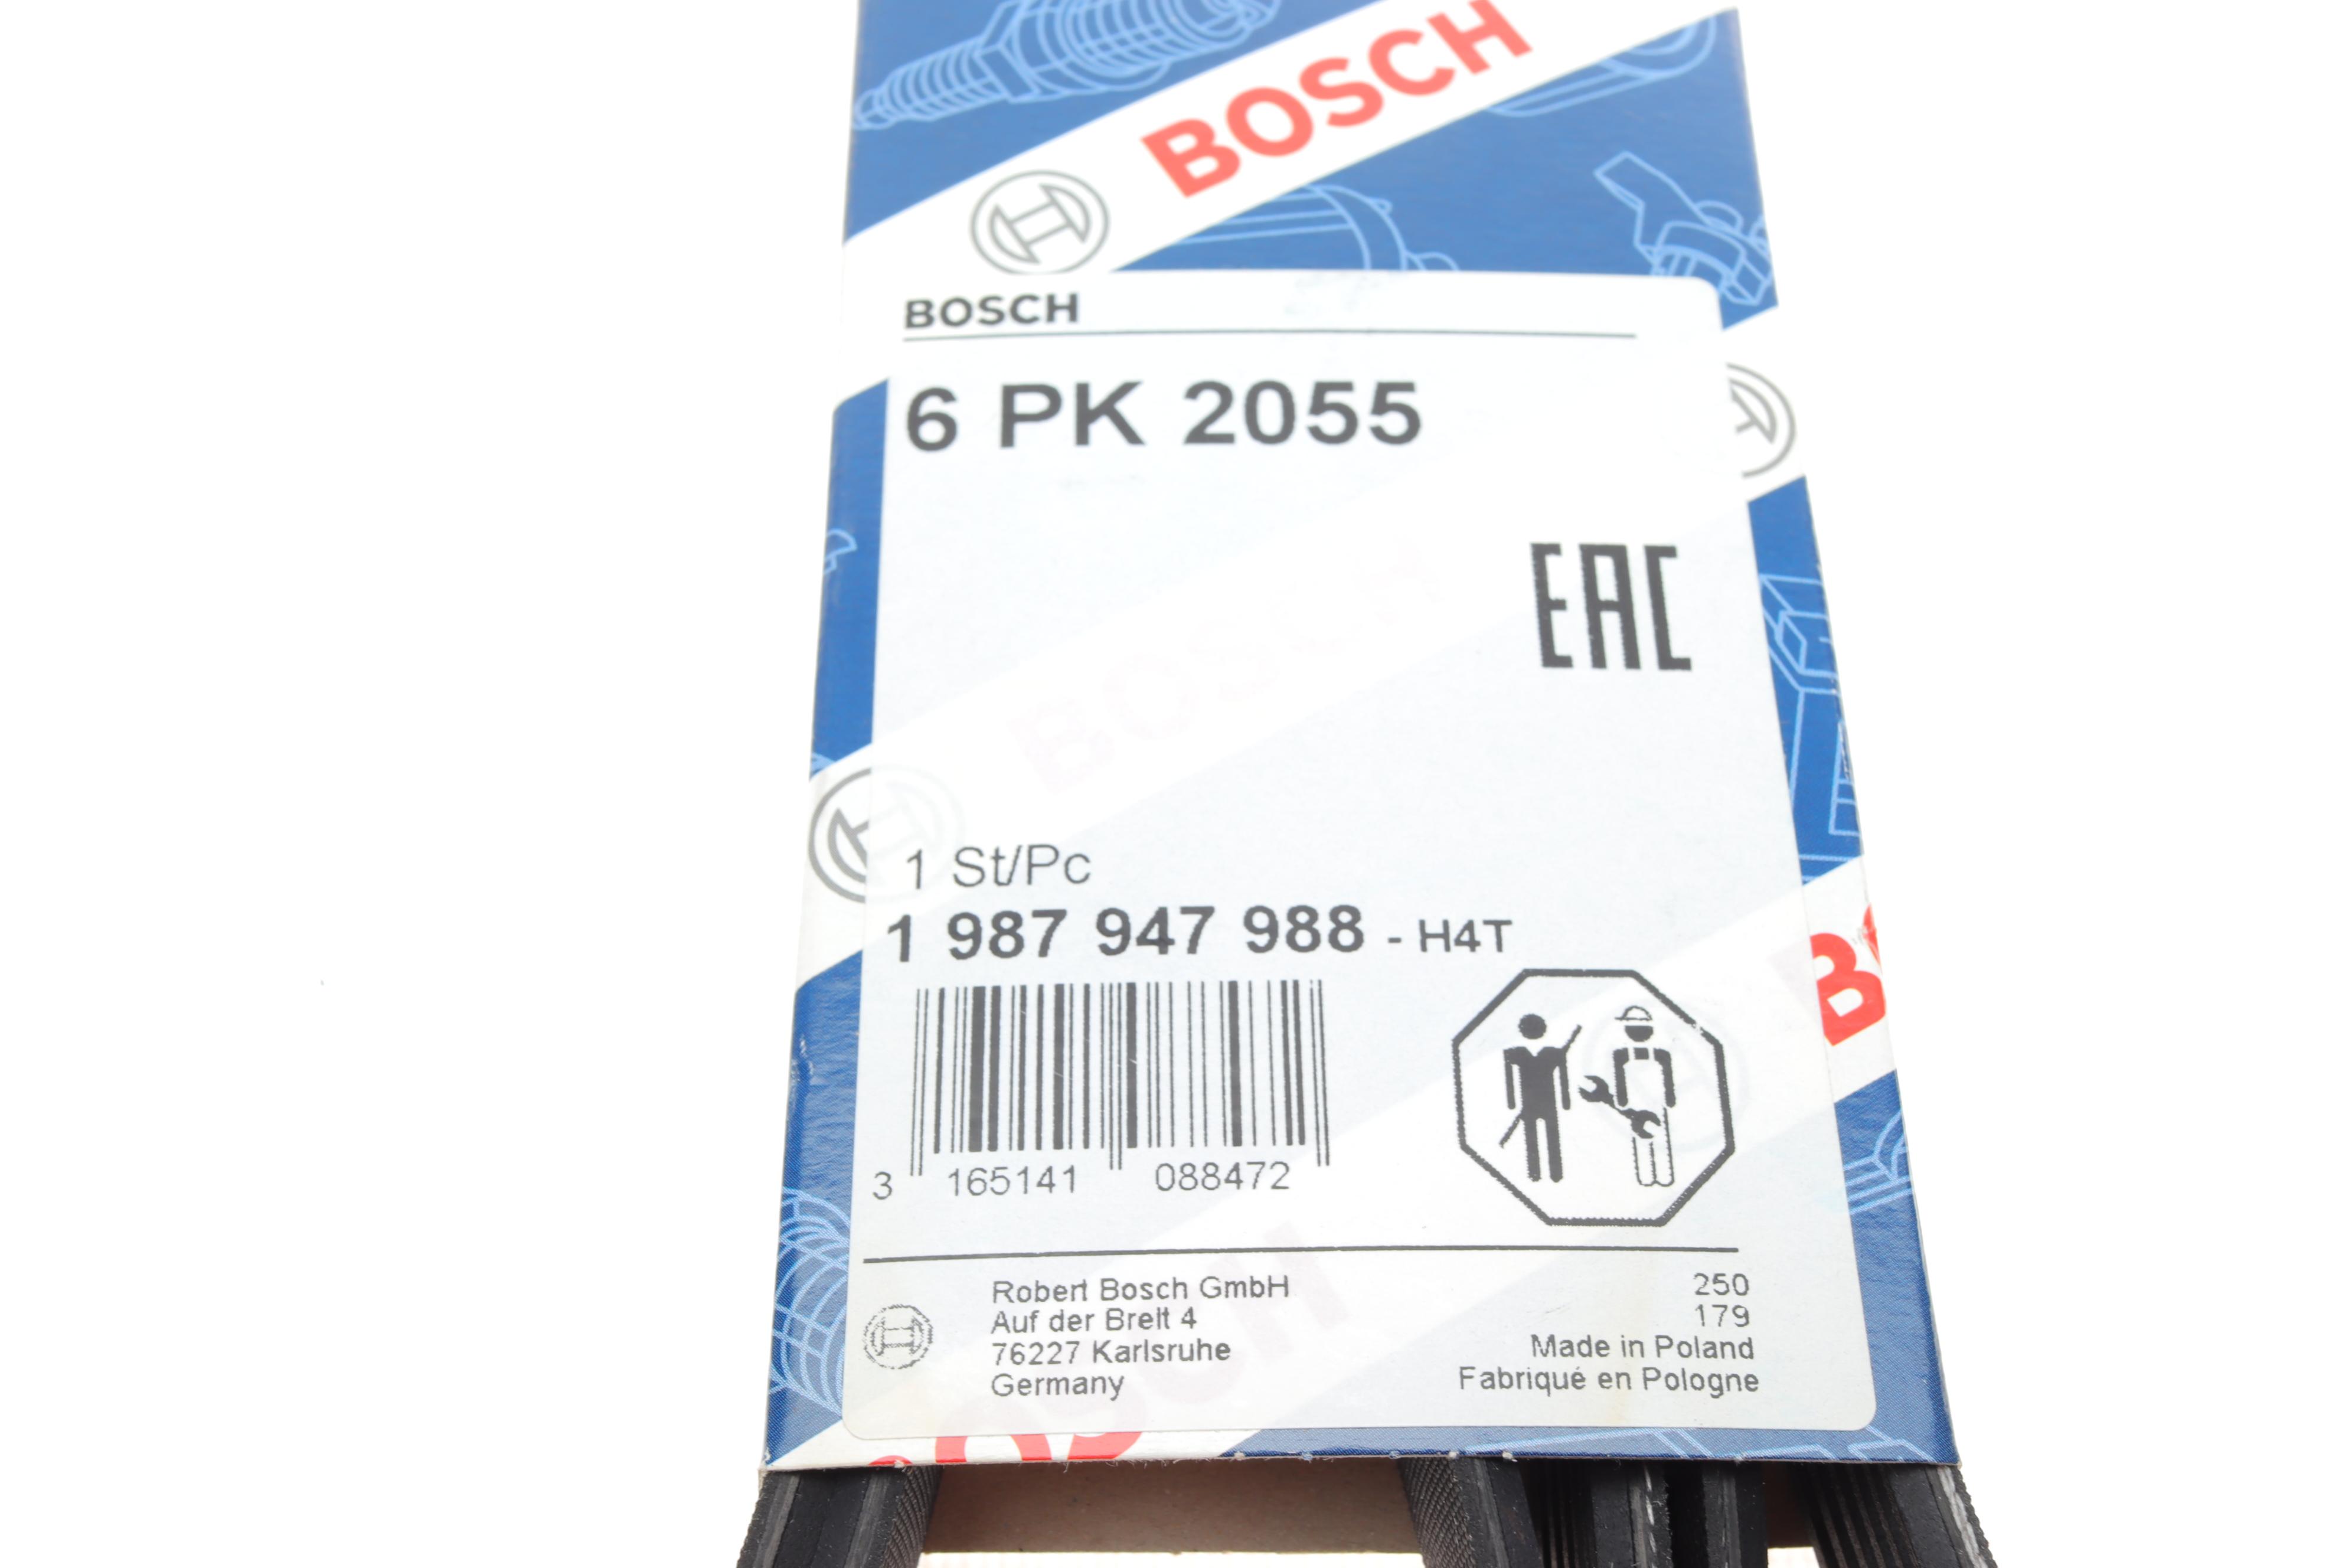 BOSCH
BOSCH
6 PK 2055
EAC
BOSCH
1 St/Pc
1 987 947 988 - H4T
3 165141 088472
Robert Bosch GmbH
Auf der Breit 4
76227 Karlsruhe
Germany
250
179
Made in Poland
Fabriqué en Pologne